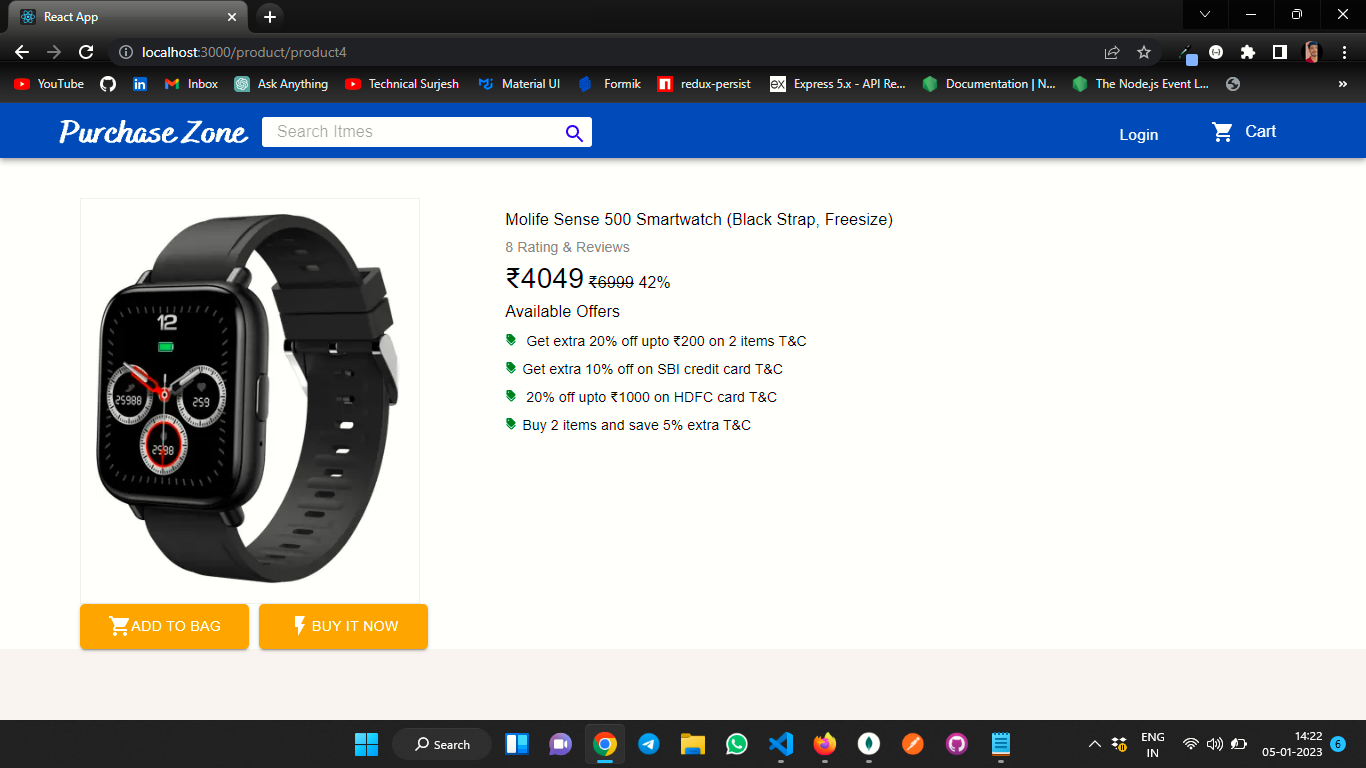 React App
localhost:3000/product/product4
YouTube
Inbox
Ask Anything
Technical Surjesh
Material UI
Formik
redux-persist
ex Express 5.x - API Re...
Documentation | N...
The Node.js Event L...
»
Purchase Zone
Search Itmes
Login
Cart
Molife Sense 500 Smartwatch (Black Strap, Freesize)
8 Rating & Reviews
₹4049 ₹6999 42%
Available Offers
Get extra 20% off upto ₹200 on 2 items T&C
Get extra 10% off on SBI credit card T&C
20% off upto ₹1000 on HDFC card T&C
Buy 2 items and save 5% extra T&C
12
25988
259
2598
ADD TO BAG
BUY IT NOW
Search
ENG
IN
14:22
05-01-2023
6